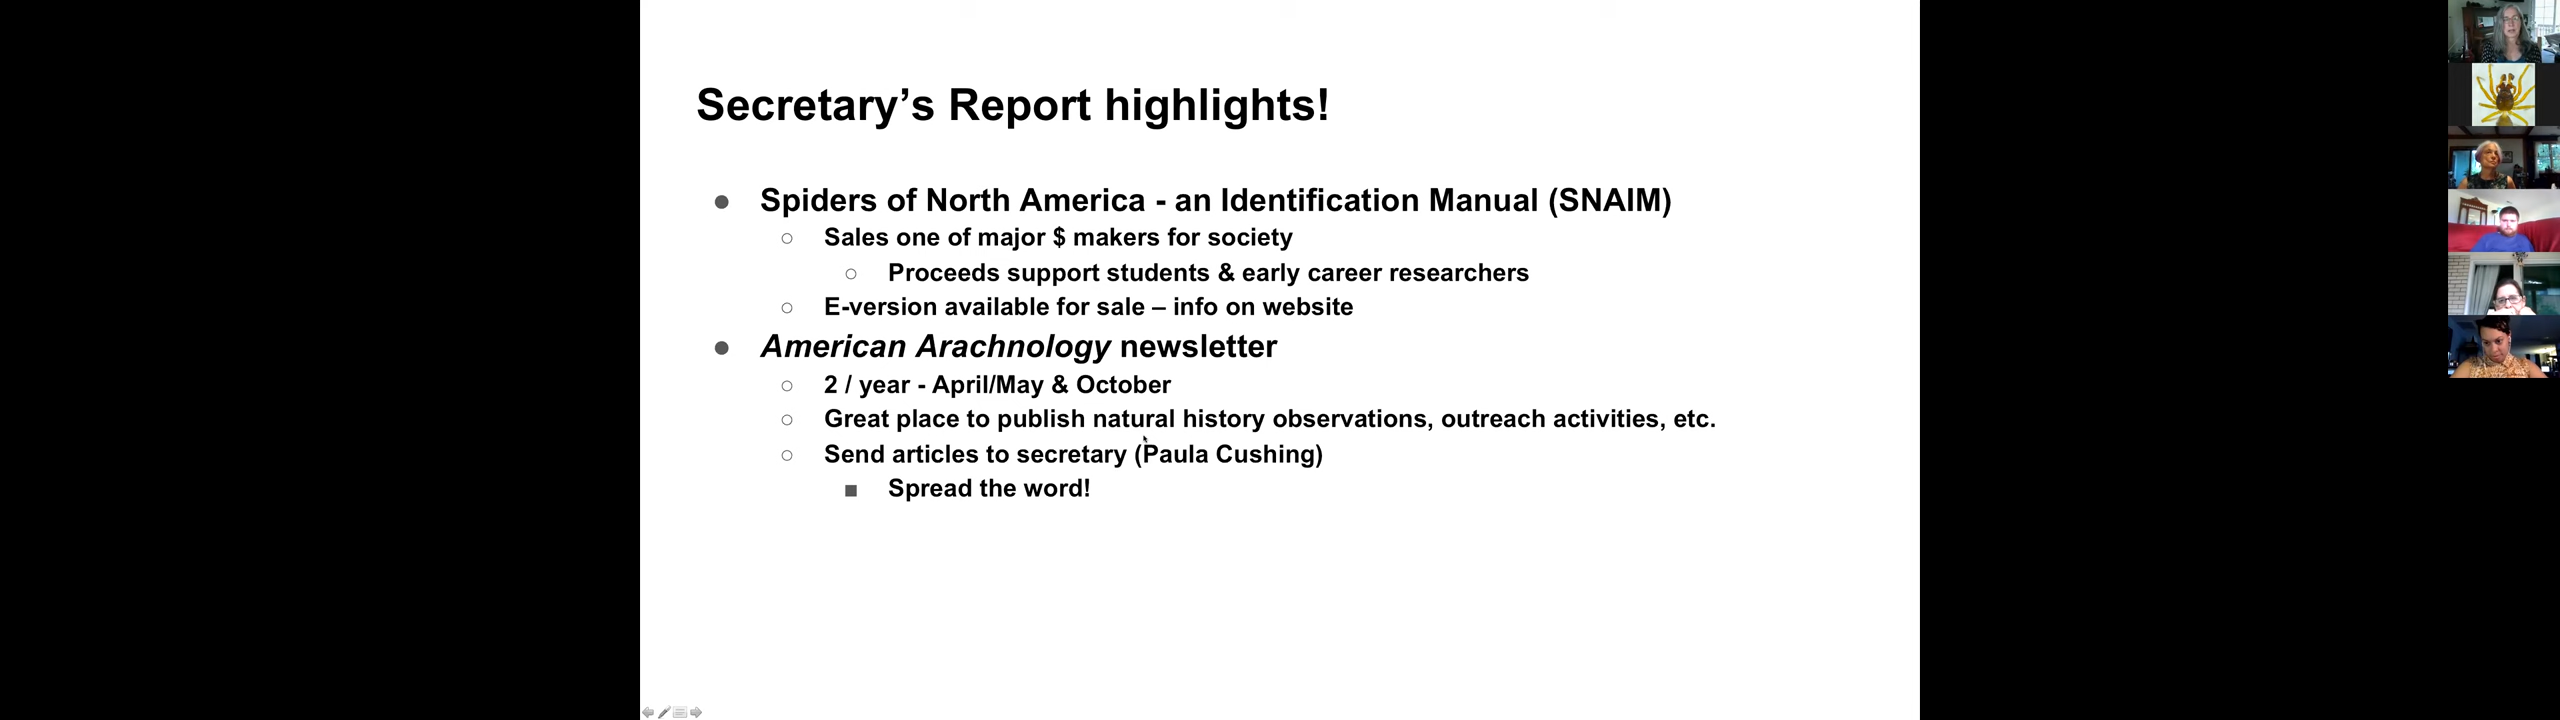 Secretary’s Report highlights!
Spiders of North America - an Identification Manual (SNAIM)
Sales one of major $ makers for society
Proceeds support students & early career researchers
E-version available for sale – info on website
American Arachnology newsletter
2 / year - April/May & October
Great place to publish natural history observations, outreach activities, etc.
Send articles to secretary (Paula Cushing)
Spread the word!